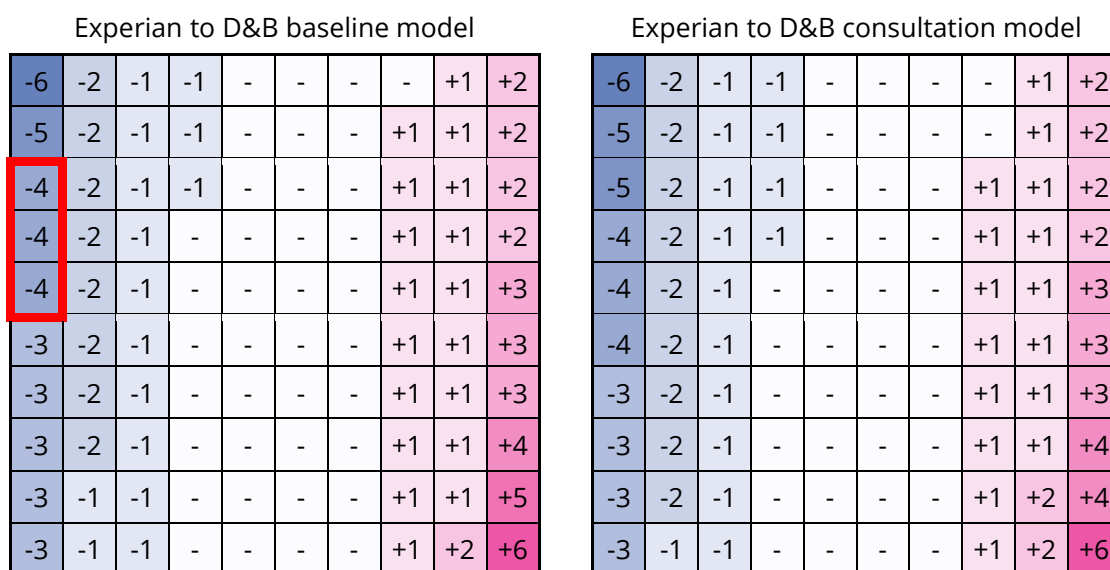 Experian to D&B baseline model
-6 -2 -1 -1 - - - - +1 +2
-5 -2 -1 -1 - - - +1 +1 +2
-4 -2 -1 -1 - - - +1 +1 +2
-4 -2 -1 - - - - +1 +1 +2
-4 -2 -1 - - - - +1 +1 +3
-3 -2 -1 - - - - +1 +1 +3
-3 -2 -1 - - - - +1 +1 +3
-3 -2 -1 - - - - +1 +1 +4
-3 -1 -1 - - - - +1 +1 +5
-3 -1 -1 - - - - +1 +2 +6
Experian to D&B consultation model
-6 -2 -1 -1 - - - - +1 +2
-5 -2 -1 -1 - - - - +1 +2
-5 -2 -1 -1 - - - +1 +1 +2
-4 -2 -1 -1 - - - +1 +1 +2
-4 -2 -1 - - - - +1 +1 +3
-4 -2 -1 - - - - +1 +1 +3
-3 -2 -1 - - - - +1 +1 +3
-3 -2 -1 - - - - +1 +1 +4
-3 -2 -1 - - - - +1 +2 +4
-3 -1 -1 - - - - +1 +2 +6